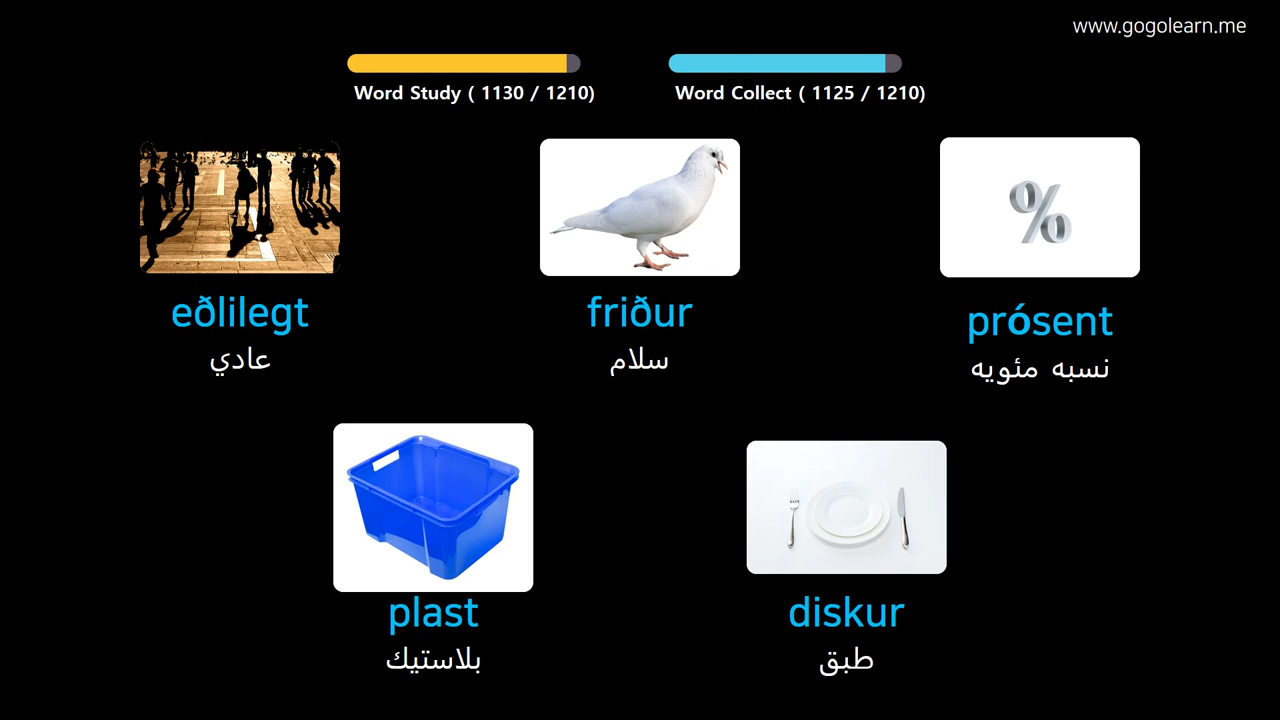 www.gogolearn.me
Word Study ( 1130 / 1210)
Word Collect ( 1125 / 1210)
eðlilegt
عادي
friður
سلام
prósent
نسبه مئويه
%
plast
بلاستيك
diskur
طبق